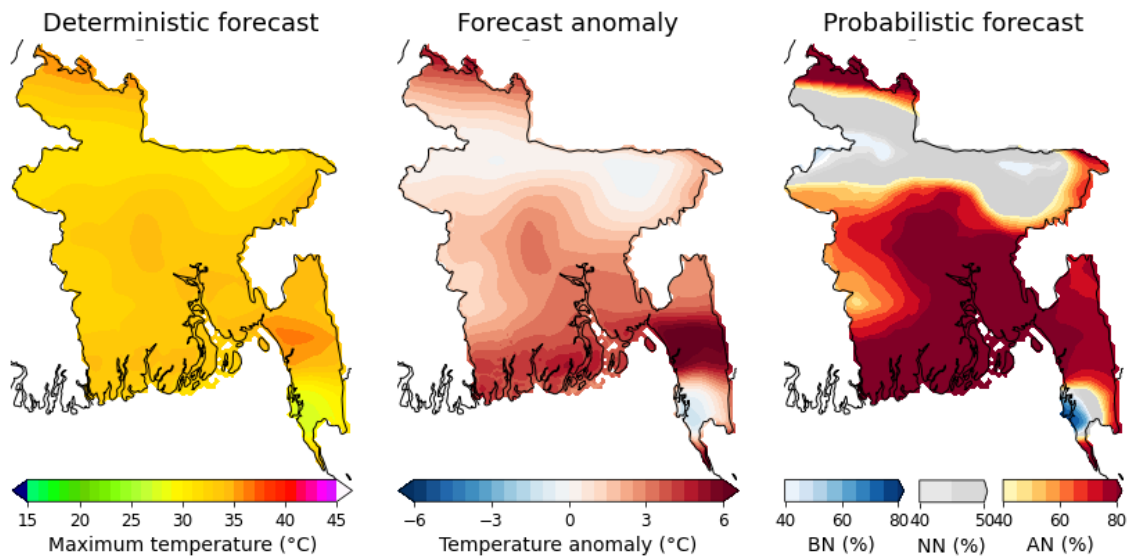 Deterministic forecast
Forecast anomaly
Probabilistic forecast
15 20 25 30 35 40 45
Maximum temperature (°C)
−6 −3 0 3 6
Temperature anomaly (°C)
40 60 80
BN (%)
40 50
NN (%)
40 60 80
AN (%)